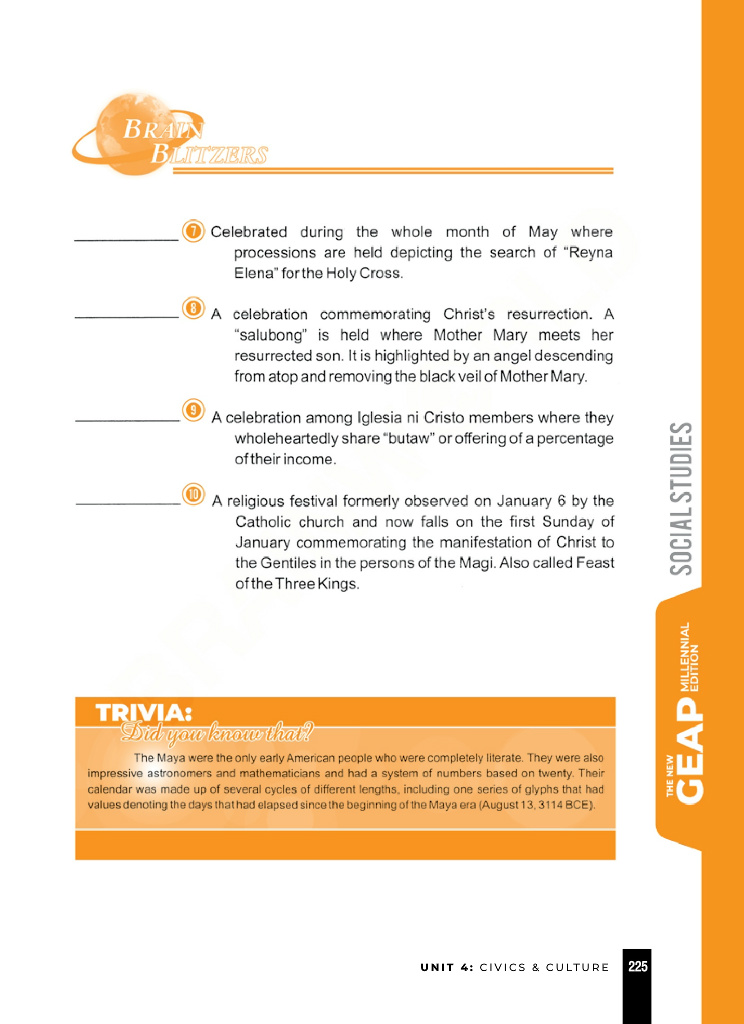 BRAIN
BLITZERS
7 Celebrated during the whole month of May where
processions are held depicting the search of “Reyna
Elena” for the Holy Cross.
8 A celebration commemorating Christ’s resurrection. A
“salubong” is held where Mother Mary meets her
resurrected son. It is highlighted by an angel descending
from atop and removing the black veil of Mother Mary.
9 A celebration among Iglesia ni Cristo members where they
wholeheartedly share “butaw” or offering of a percentage
of their income.
10 A religious festival formerly observed on January 6 by the
Catholic church and now falls on the first Sunday of
January commemorating the manifestation of Christ to
the Gentiles in the persons of the Magi. Also called Feast
of the Three Kings.
SOCIAL STUDIES
THE NEW
GEAP
MILLENNIAL
EDITION
TRIVIA:
Did you know that?
The Maya were the only early American people who were completely literate. They were also
impressive astronomers and mathematicians and had a system of numbers based on twenty. Their
calendar was made up of several cycles of different lengths, including one series of glyphs that had
values denoting the days that had elapsed since the beginning of the Maya era (August 13, 3114 BCE).
UNIT 4: CIVICS & CULTURE 225